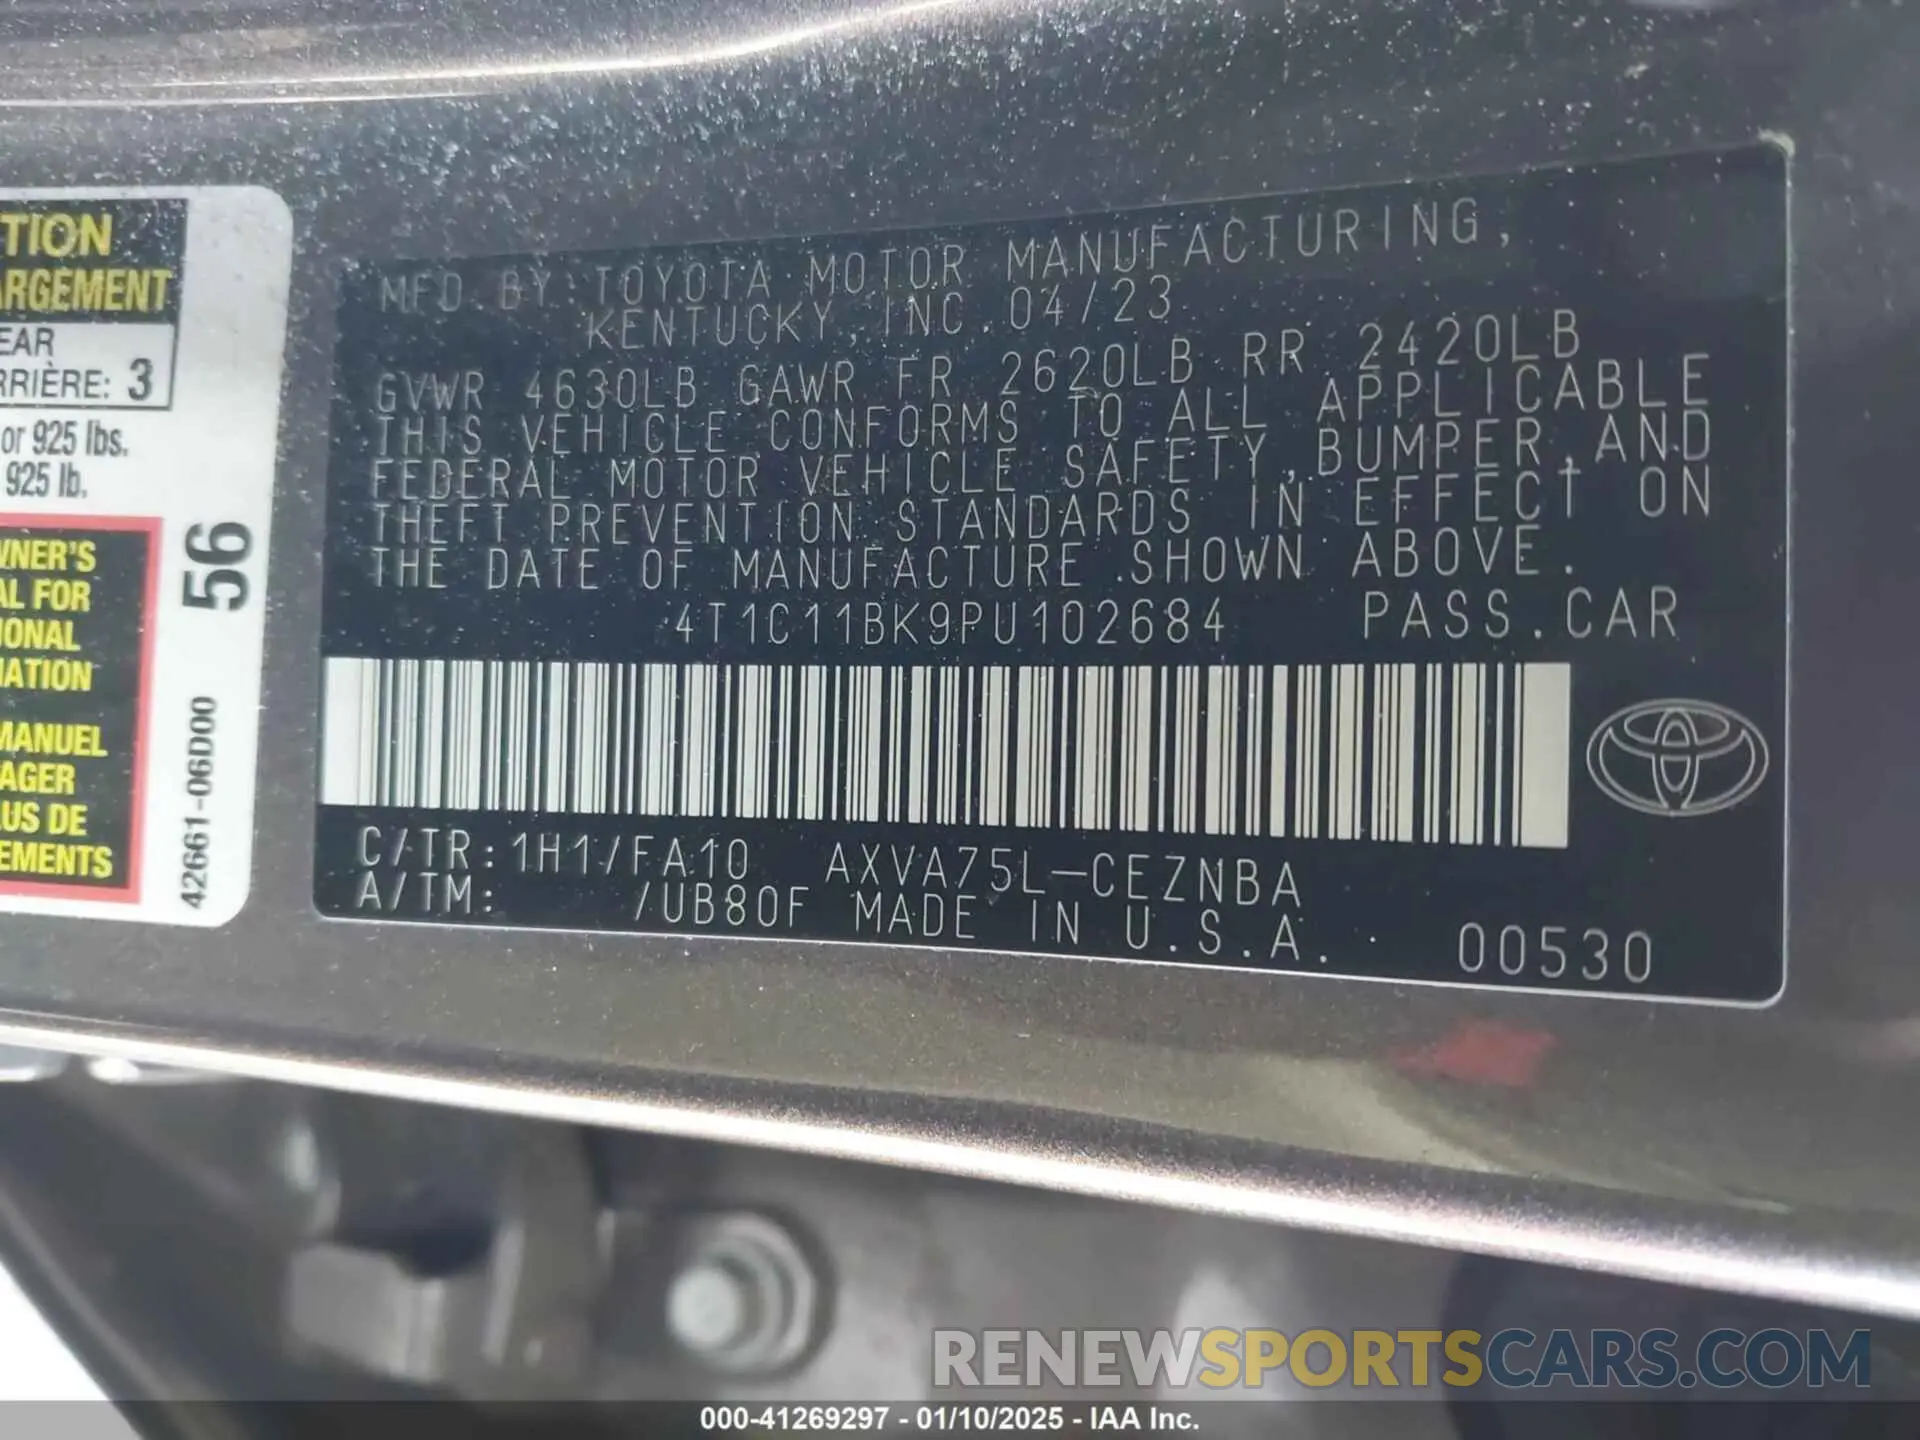 TION
ARGEMENT
EAR
RRIÈRE: 3
or 925 lbs.
925 lb.
WNER'S
AL FOR
IONAL
MATION
MANUEL
AGER
LUS DE
EMENTS
56
42661-06D00
MFD BY: TOYOTA MOTOR MANUFACTURING,
KENTUCKY, INC. 04/23
GVWR 4630LB GAWR FR 2620LB RR 2420LB
THIS VEHICLE CONFORMS TO ALL APPLICABLE
FEDERAL MOTOR VEHICLE SAFETY, BUMPER, AND
THEFT PREVENTION STANDARDS IN EFFECT ON
THE DATE OF MANUFACTURE SHOWN ABOVE.
4T1C11BK9PU102684 PASS.CAR
C/TR:1H1/FA10 AXVA75L-CEZNBA
A/TM: /UB80F MADE IN U.S.A. 00530
RENEWSPORTSCARS.COM
000-41269297 - 01/10/2025 - IAA Inc.